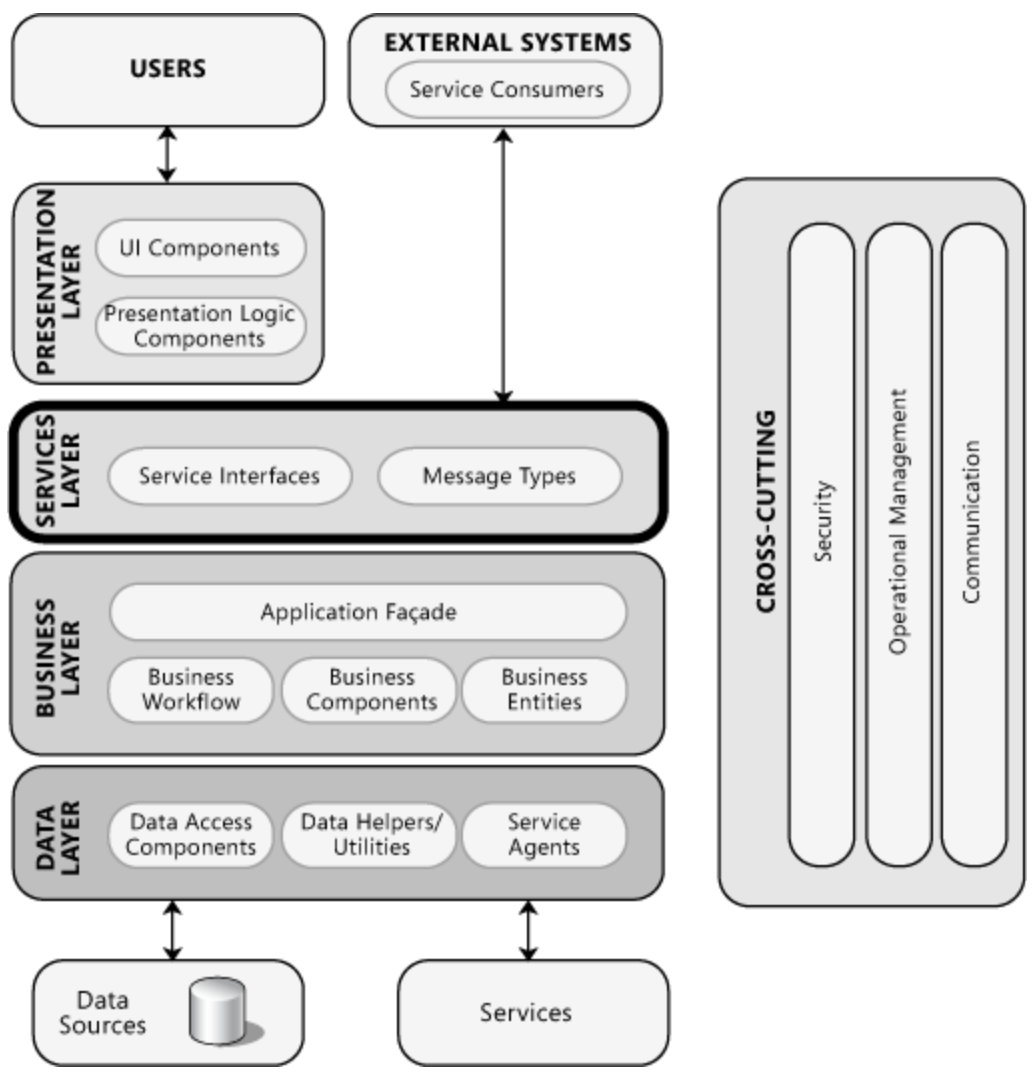 USERS
EXTERNAL SYSTEMS
Service Consumers
PRESENTATION
LAYER
UI Components
Presentation Logic
Components
SERVICES
LAYER
Service Interfaces
Message Types
BUSINESS
LAYER
Application Façade
Business
Workflow
Business
Components
Business
Entities
DATA
LAYER
Data Access
Components
Data Helpers/
Utilities
Service
Agents
Data
Sources
Services
CROSS-CUTTING
Security
Operational Management
Communication